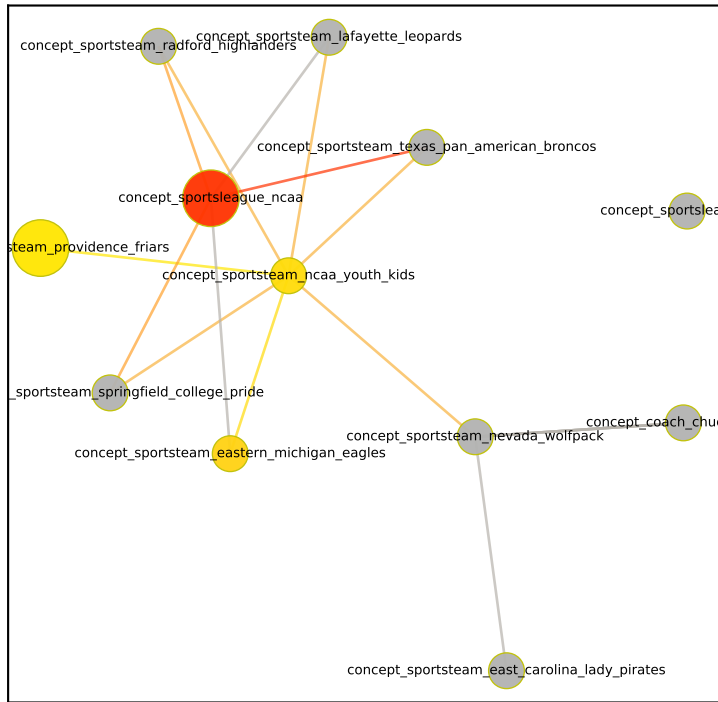 concept_sportsteam_lafayette_leopards
concept_sportsteam_radford_highlanders
concept_sportsteam_texas_pan_american_broncos
concept_sportsleague_ncaa
concept_sportslea
steam_providence_friars
concept_sportsteam_ncaa_youth_kids
_sportsteam_springfield_college_pride
concept_coach_chu
concept_sportsteam_nevada_wolfpack
concept_sportsteam_eastern_michigan_eagles
concept_sportsteam_east_carolina_lady_pirates